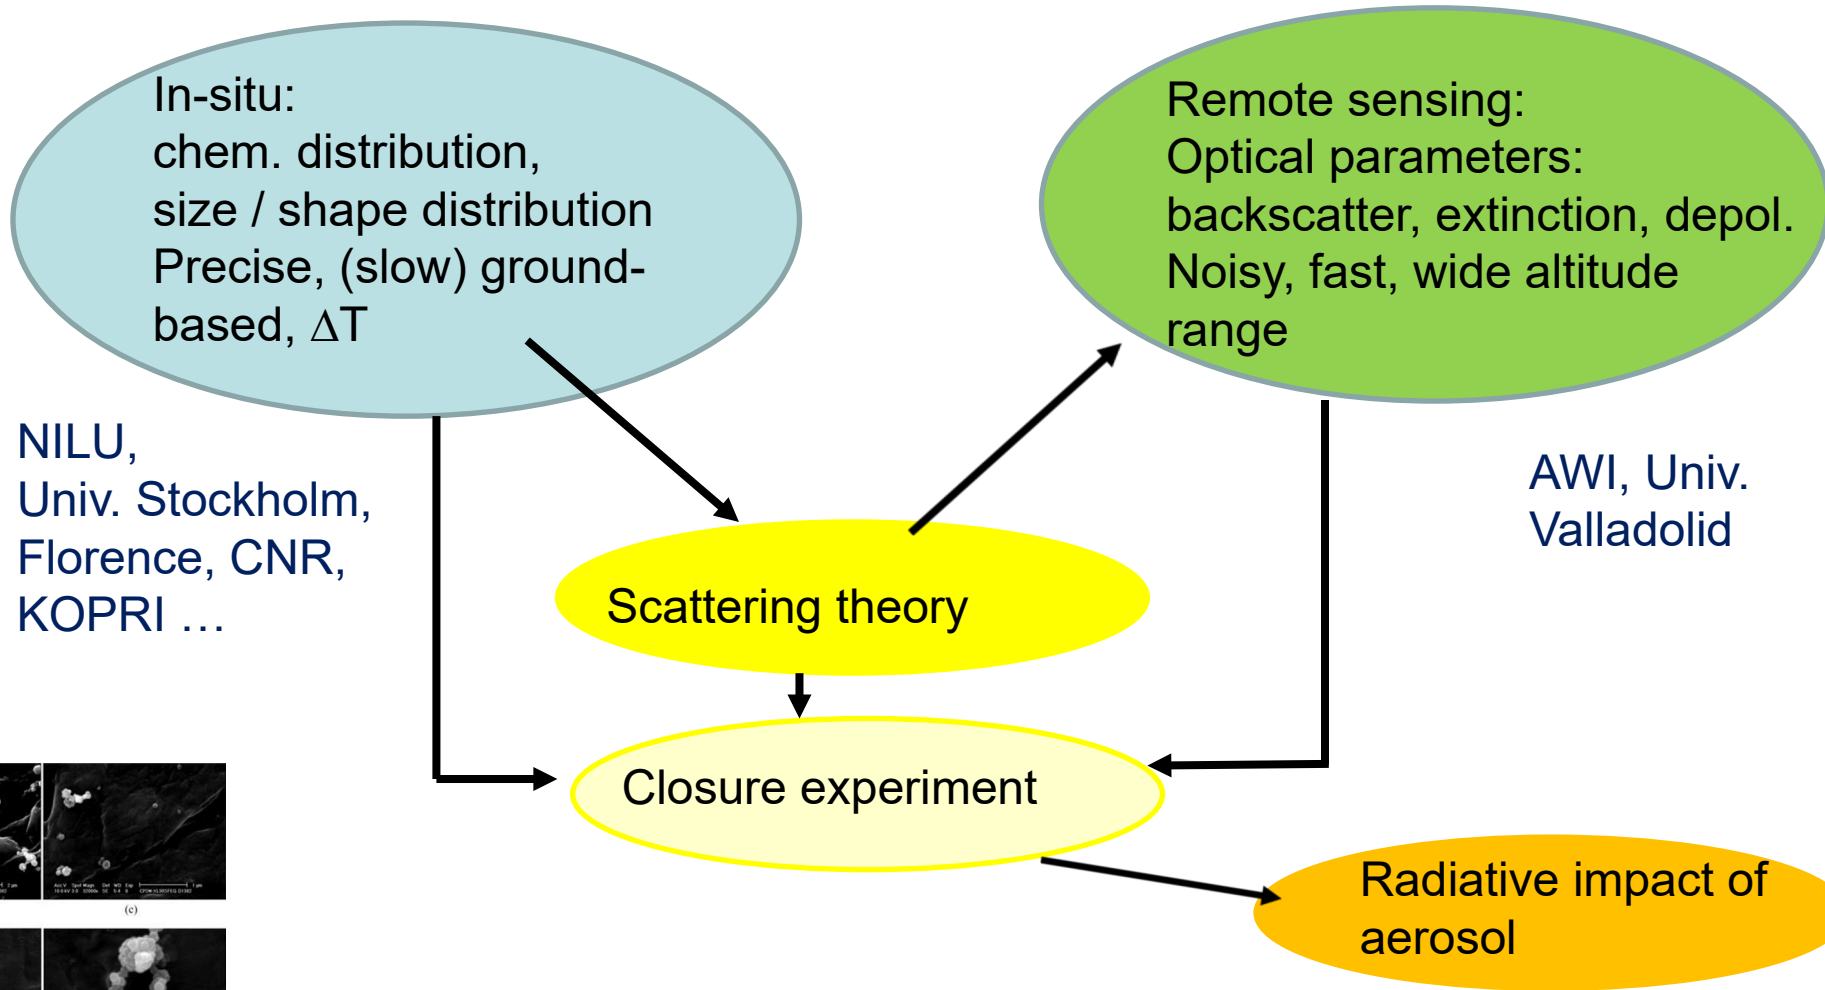 In-situ:
chem. distribution,
size / shape distribution
Precise, (slow) ground-
based, ΔT
Remote sensing:
Optical parameters:
backscatter, extinction, depol.
Noisy, fast, wide altitude
range
NILU,
Univ. Stockholm,
Florence, CNR,
KOPRI …
AWI, Univ.
Valladolid
Scattering theory
Closure experiment
(c)
Radiative impact of
aerosol